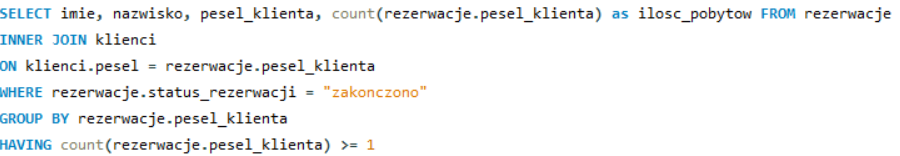 SELECT imie, nazwisko, pesel_klienta, count(rezerwacje.pesel_klienta) as ilosc_pobytow FROM rezerwacje
INNER JOIN klienci
ON klienci.pesel = rezerwacje.pesel_klienta
WHERE rezerwacje.status_rezerwacji = "zakonczono"
GROUP BY rezerwacje.pesel_klienta
HAVING count(rezerwacje.pesel_klienta) >= 1